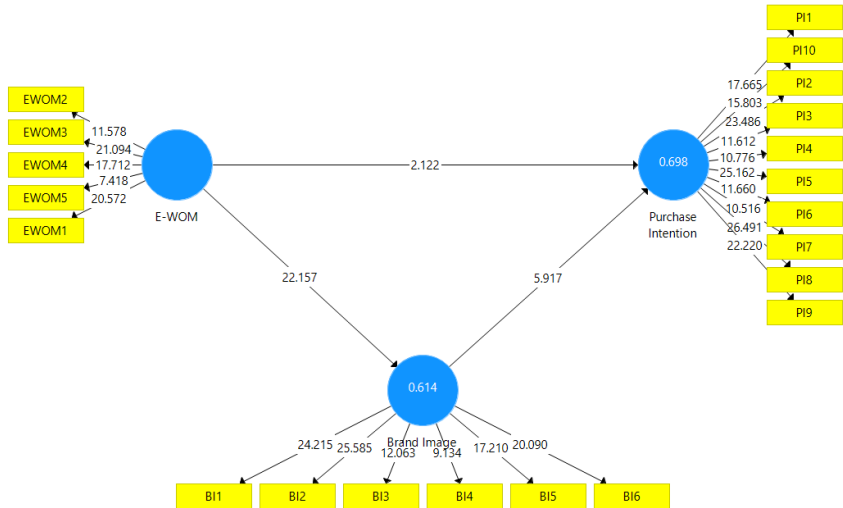 PI1
PI10
PI2
PI3
PI4
PI5
PI6
PI7
PI8
PI9
17.665
15.803
23.486
11.612
10.776
25.162
11.660
10.516
26.491
22.220
EWOM2
EWOM3
EWOM4
EWOM5
EWOM1
11.578
21.094
17.712
7.418
20.572
E-WOM
2.122
0.698
Purchase
Intention
22.157
5.917
0.614
Brand Image
24.215
25.585
12.063
9.134
17.210
20.090
BI1
BI2
BI3
BI4
BI5
BI6